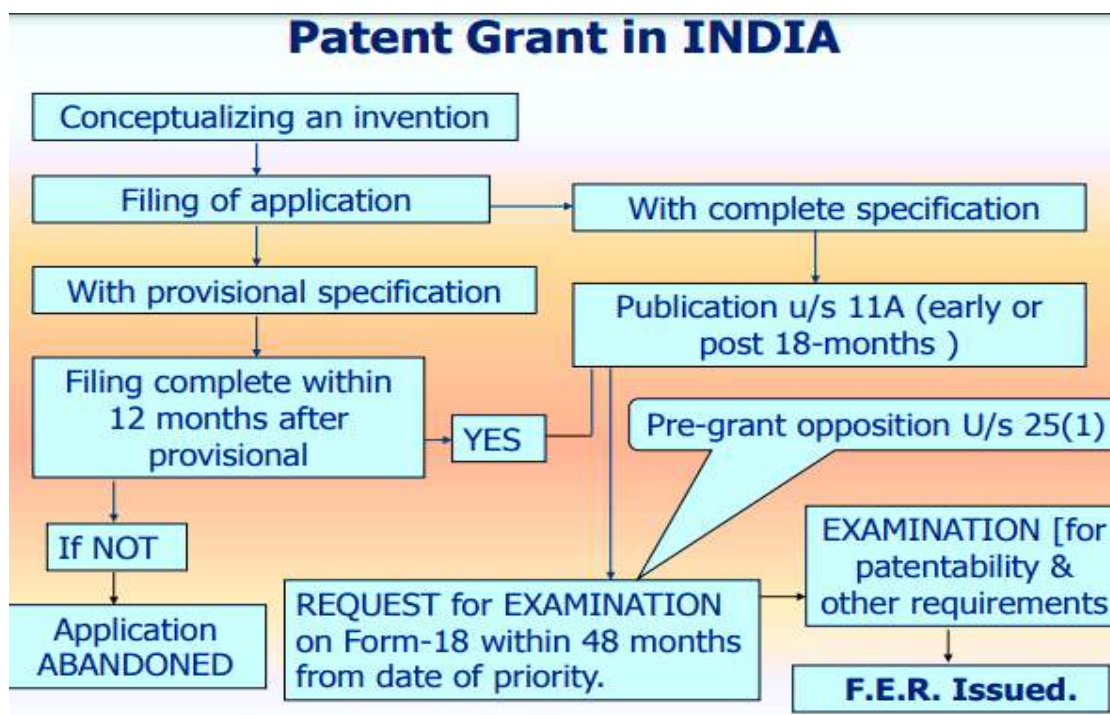 Patent Grant in INDIA
Conceptualizing an invention
Filing of application
With complete specification
With provisional specification
Publication u/s 11A (early or
post 18-months )
Filing complete within
12 months after
provisional
YES
Pre-grant opposition U/s 25(1)
If NOT
EXAMINATION [for
patentability &
other requirements
Application
ABANDONED
REQUEST for EXAMINATION
on Form-18 within 48 months
from date of priority.
F.E.R. Issued.